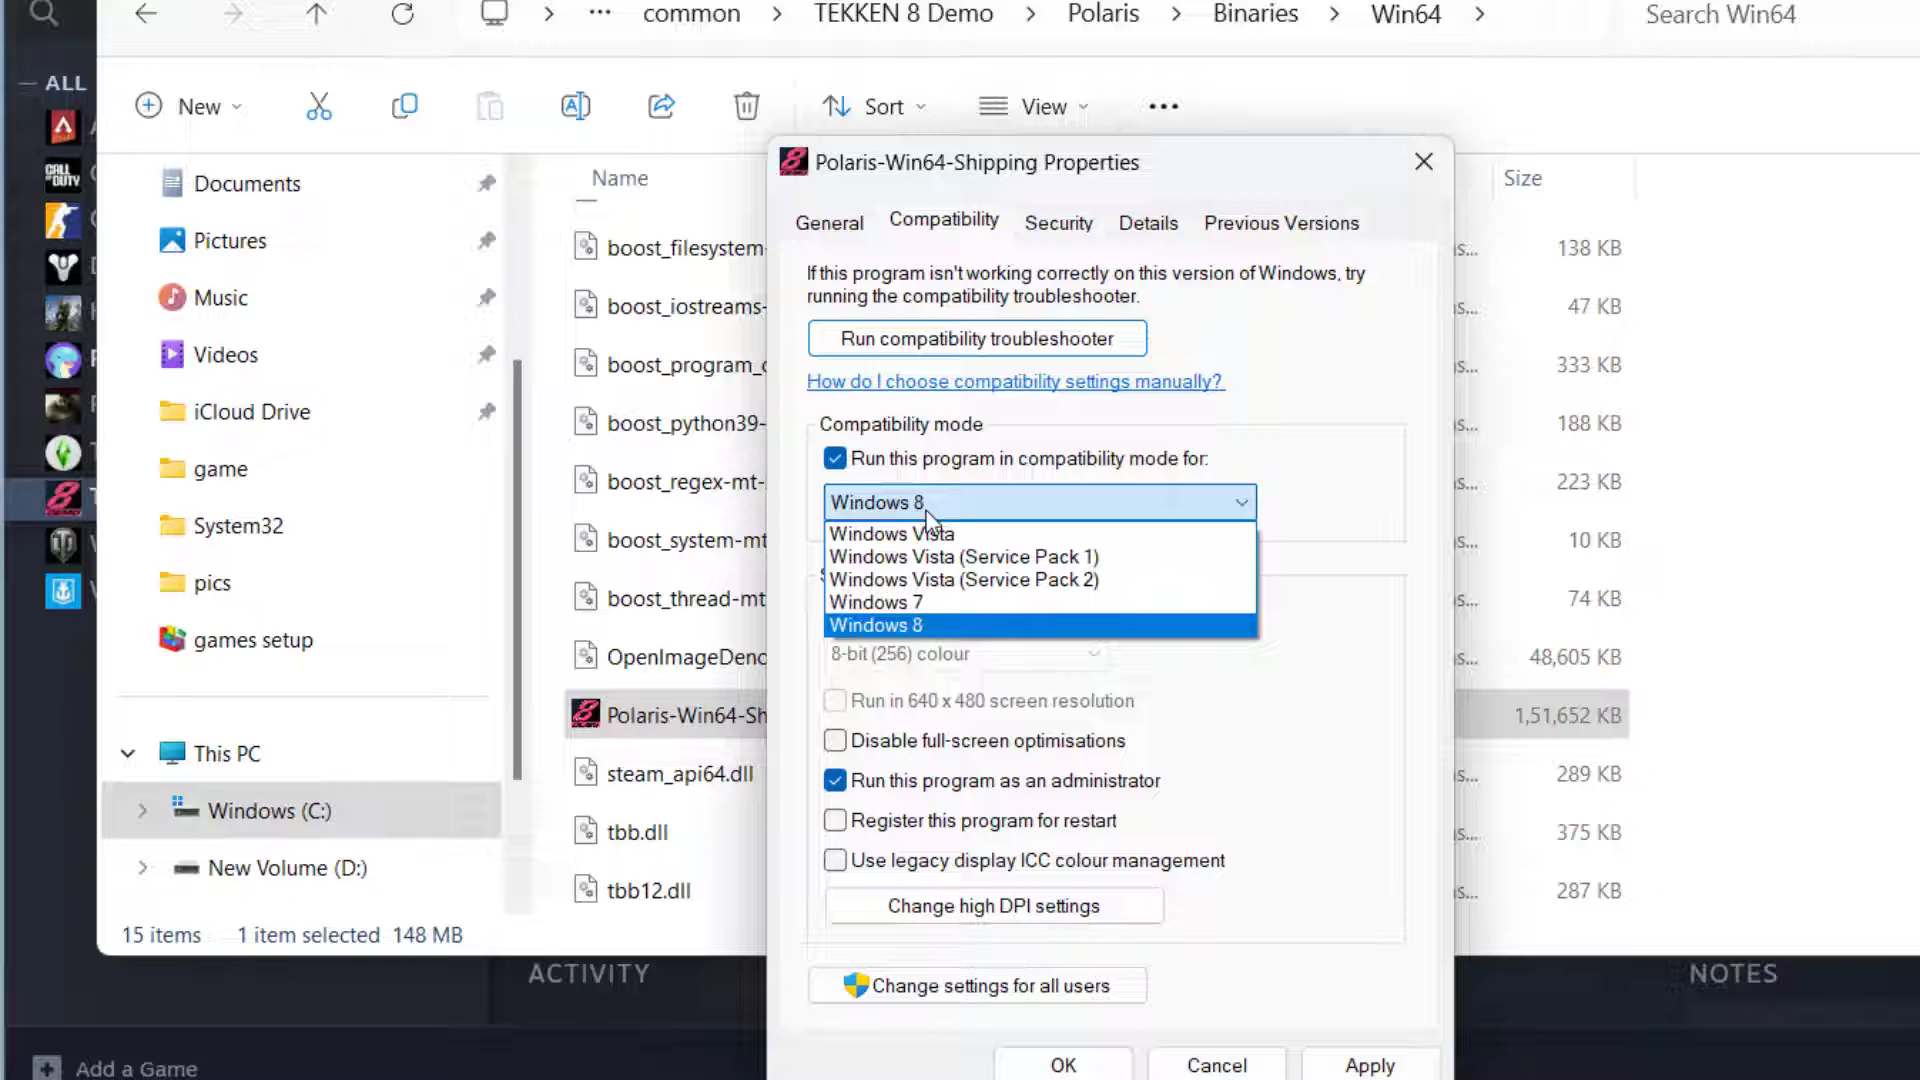 common > TEKKEN 8 Demo > Polaris > Binaries > Win64 >
Search Win64
ALL
New
Sort
View
Documents
Pictures
Music
Videos
iCloud Drive
game
System32
pics
games setup
This PC
Windows (C:)
New Volume (D:)
15 items 1 item selected 148 MB
Name
Size
boost_filesystem- 138 KB
boost_iostreams- 47 KB
boost_program_ 333 KB
boost_python39- 188 KB
boost_regex-mt- 223 KB
boost_system-mt 10 KB
boost_thread-mt 74 KB
OpenImageDenc 48,605 KB
Polaris-Win64-Sh 1,51,652 KB
steam_api64.dll 289 KB
tbb.dll 375 KB
tbb12.dll 287 KB
Polaris-Win64-Shipping Properties
General Compatibility Security Details Previous Versions
If this program isn't working correctly on this version of Windows, try
running the compatibility troubleshooter.
Run compatibility troubleshooter
How do I choose compatibility settings manually?
Compatibility mode
Run this program in compatibility mode for:
Windows 8
Windows Vista
Windows Vista (Service Pack 1)
Windows Vista (Service Pack 2)
Windows 7
Windows 8
8-bit (256) colour
Run in 640 x 480 screen resolution
Disable full-screen optimisations
Run this program as an administrator
Register this program for restart
Use legacy display ICC colour management
Change high DPI settings
Change settings for all users
OK Cancel Apply
ACTIVITY
NOTES
Add a Game
CALL OF DUTY